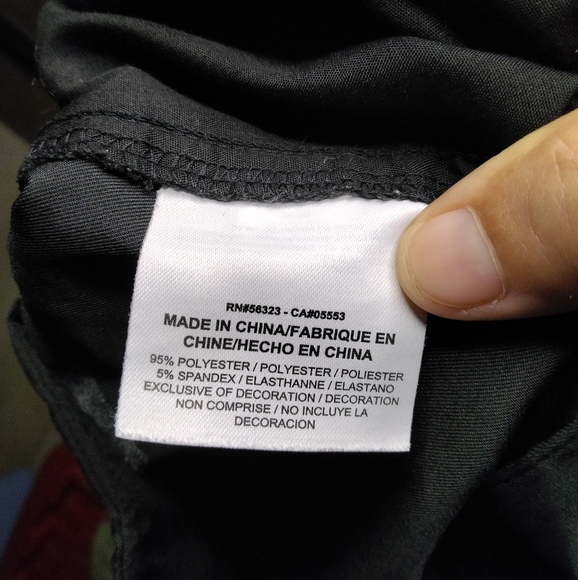 RN#56323 - CA#05553
MADE IN CHINA/FABRIQUE EN
CHINE/HECHO EN CHINA
95% POLYESTER / POLYESTER / POLIESTER
5% SPANDEX / ELASTHANNE / ELASTANO
EXCLUSIVE OF DECORATION / DECORATION
NON COMPRISE / NO INCLUYE LA
DECORACION